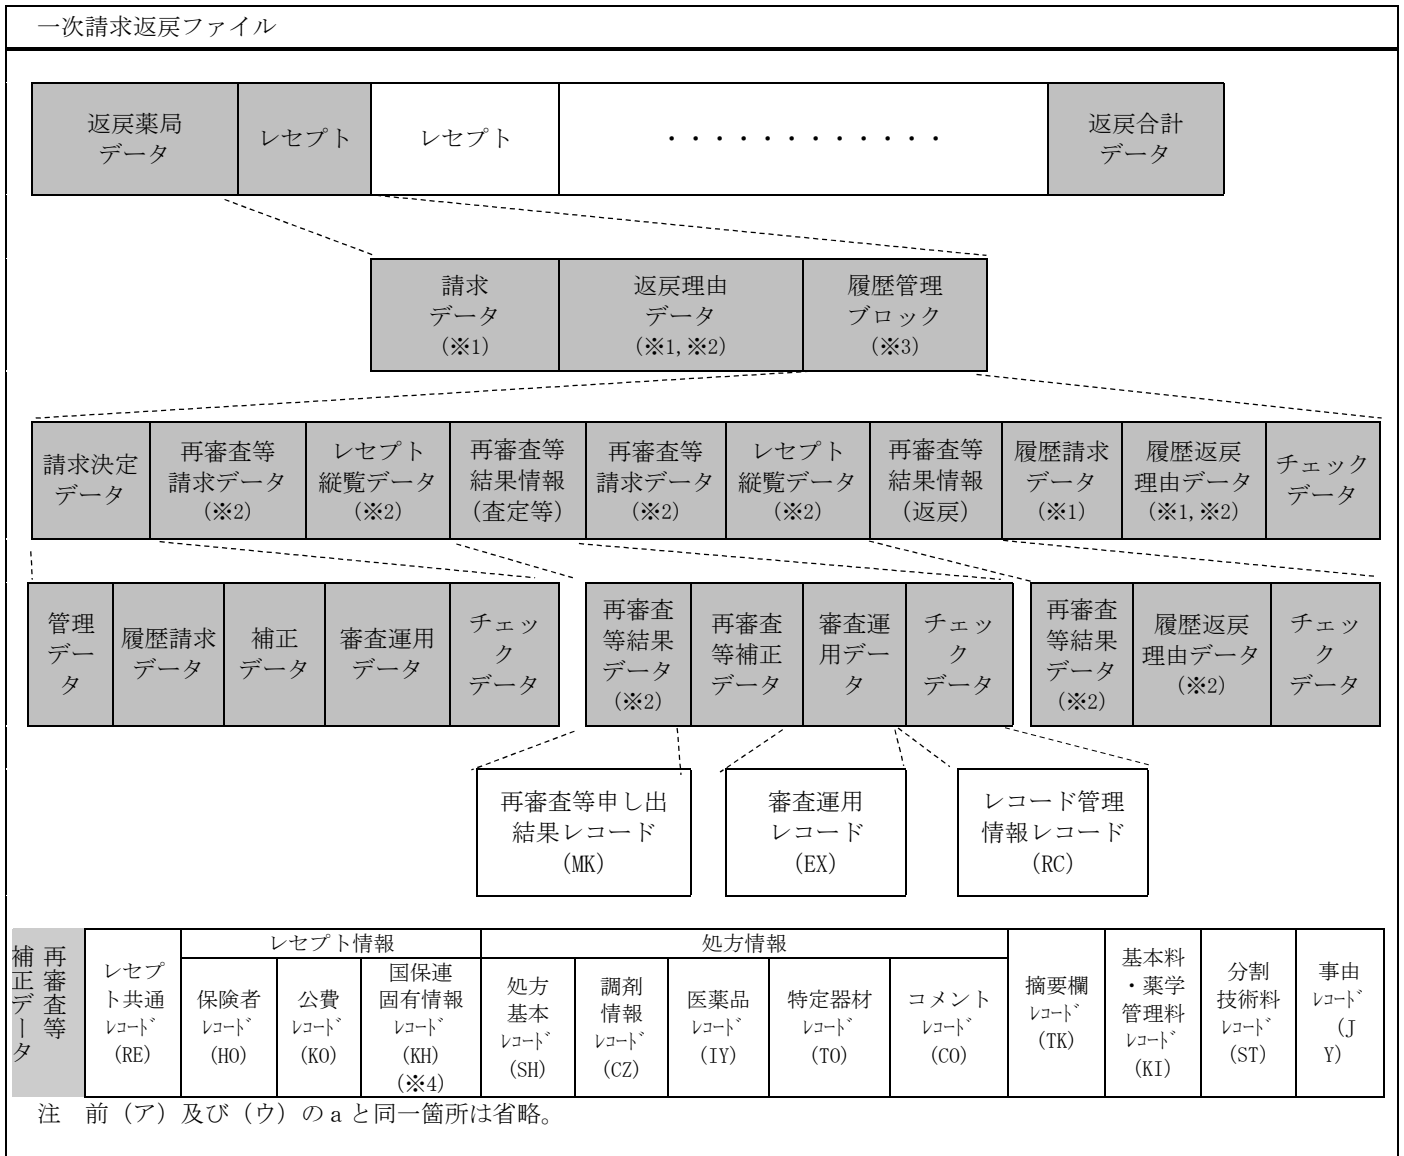 一次請求返戻ファイル
返戻薬局
データ
レセプト
レセプト
・・・・・・・・・・・・
返戻合計
データ
請求
データ
(※1)
返戻理由
データ
(※1,※2)
履歴管理
ブロック
(※3)
請求決定
データ
再審査等
請求データ
(※2)
レセプト
縦覧データ
(※2)
再審査等
結果情報
(査定等)
再審査等
請求データ
(※2)
レセプト
縦覧データ
(※2)
再審査等
結果情報
(返戻)
履歴請求
データ
(※1)
履歴返戻
理由データ
(※1,※2)
チェック
データ
管理
デー
タ
履歴請求
データ
補正
データ
審査運用
データ
チェッ
ク
データ
再審査
等結果
データ
(※2)
再審査
等補正
データ
審査運
用デー
タ
チェッ
ク
データ
再審査
等結果
データ
(※2)
履歴返戻
理由データ
(※2)
チェッ
ク
データ
再審査等申し出
結果レコード
(MK)
審査運用
レコード
(EX)
レコード管理
情報レコード
(RC)
再審査等
補正データ
レセプ
ト共通
レコード
(RE)
レセプト情報
保険者
レコード
(HO)
公費
レコード
(KO)
国保連
固有情報
レコード
(KH)
(※4)
処方情報
処方
基本
レコード
(SH)
調剤
情報
レコード
(CZ)
医薬品
レコード
(IY)
特定器材
レコード
(TO)
コメント
レコード
(CO)
摘要欄
レコード
(TK)
基本料
・薬学
管理料
レコード
(KI)
分割
技術料
レコード
(ST)
事由
レコード
(J
Y)
注　前（ア）及び（ウ）のａと同一箇所は省略。